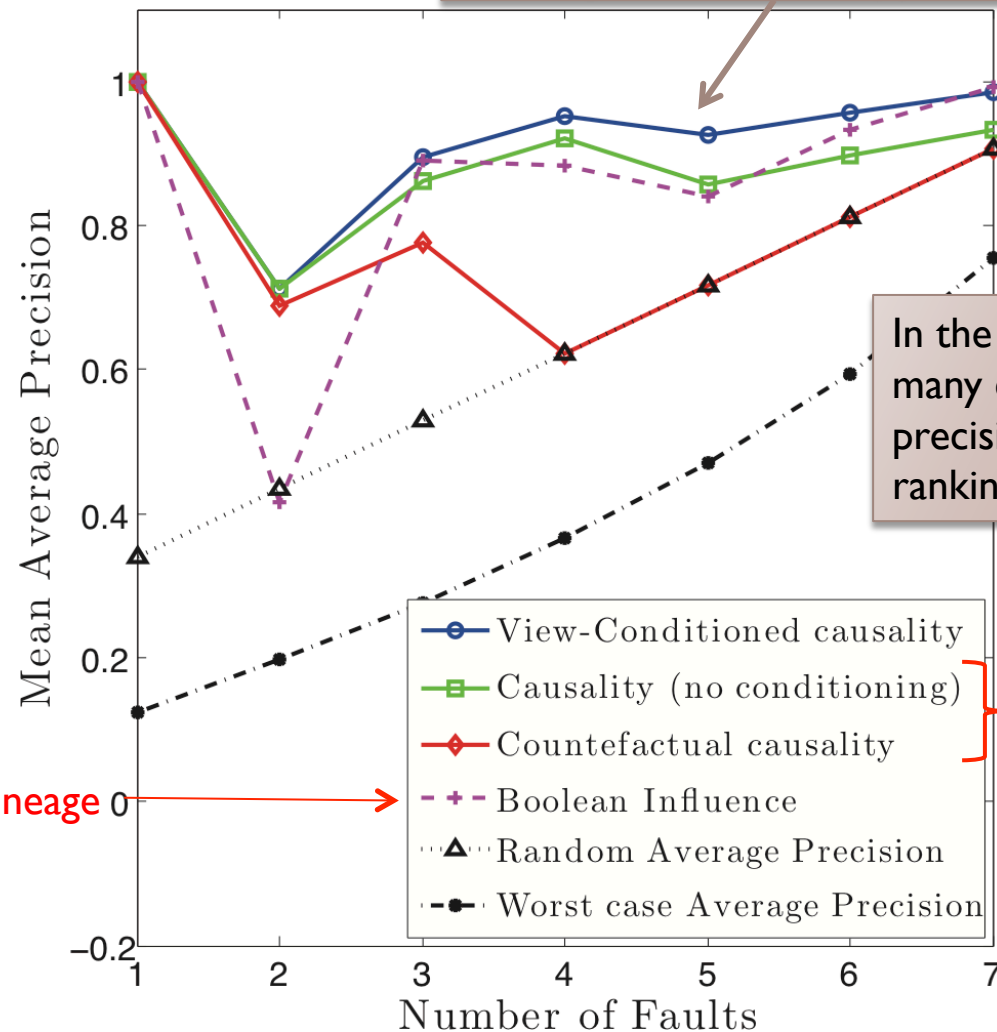 Mean Average Precision
1
0.8
0.6
0.4
0.2
0
−0.2
1 2 3 4 5 6 7
Number of Faults
In the
many
rankin
View-Conditioned causality
Causality (no conditioning)
Countefactual causality
Boolean Influence
Random Average Precision
Worst case Average Precision
neage